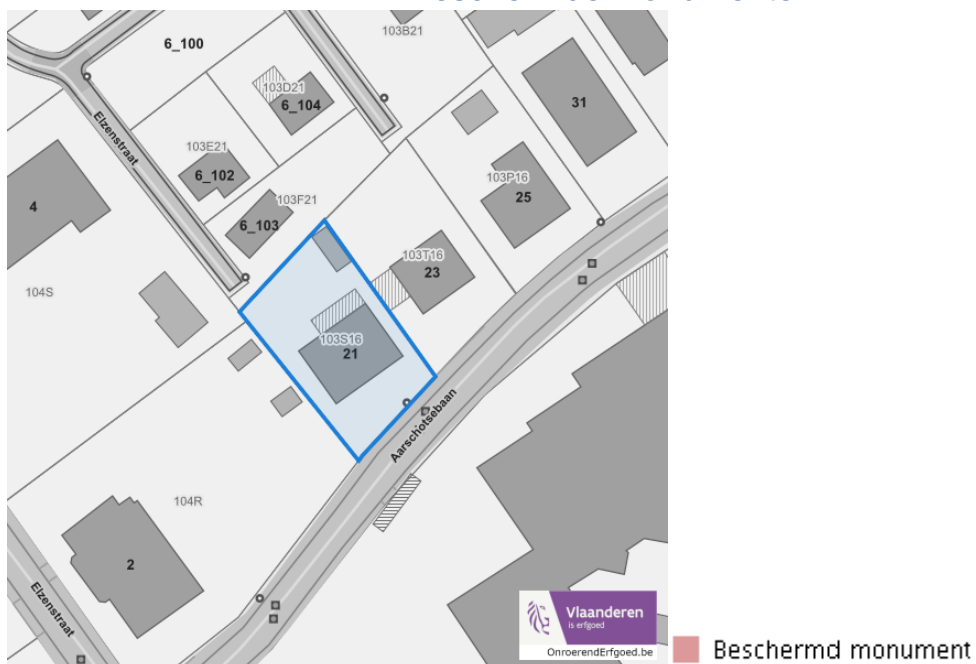 6_100
103B21
103D21
6_104
31
Elzenstraat
103E21
6_102
103P16
25
4
103F21
6_103
103T16
23
104S
103S16
21
Aarschotsebaan
104R
2
Elzenstraat
Vlaanderen
is erfgoed
OnroerendErfgoed.be
Beschermd monument